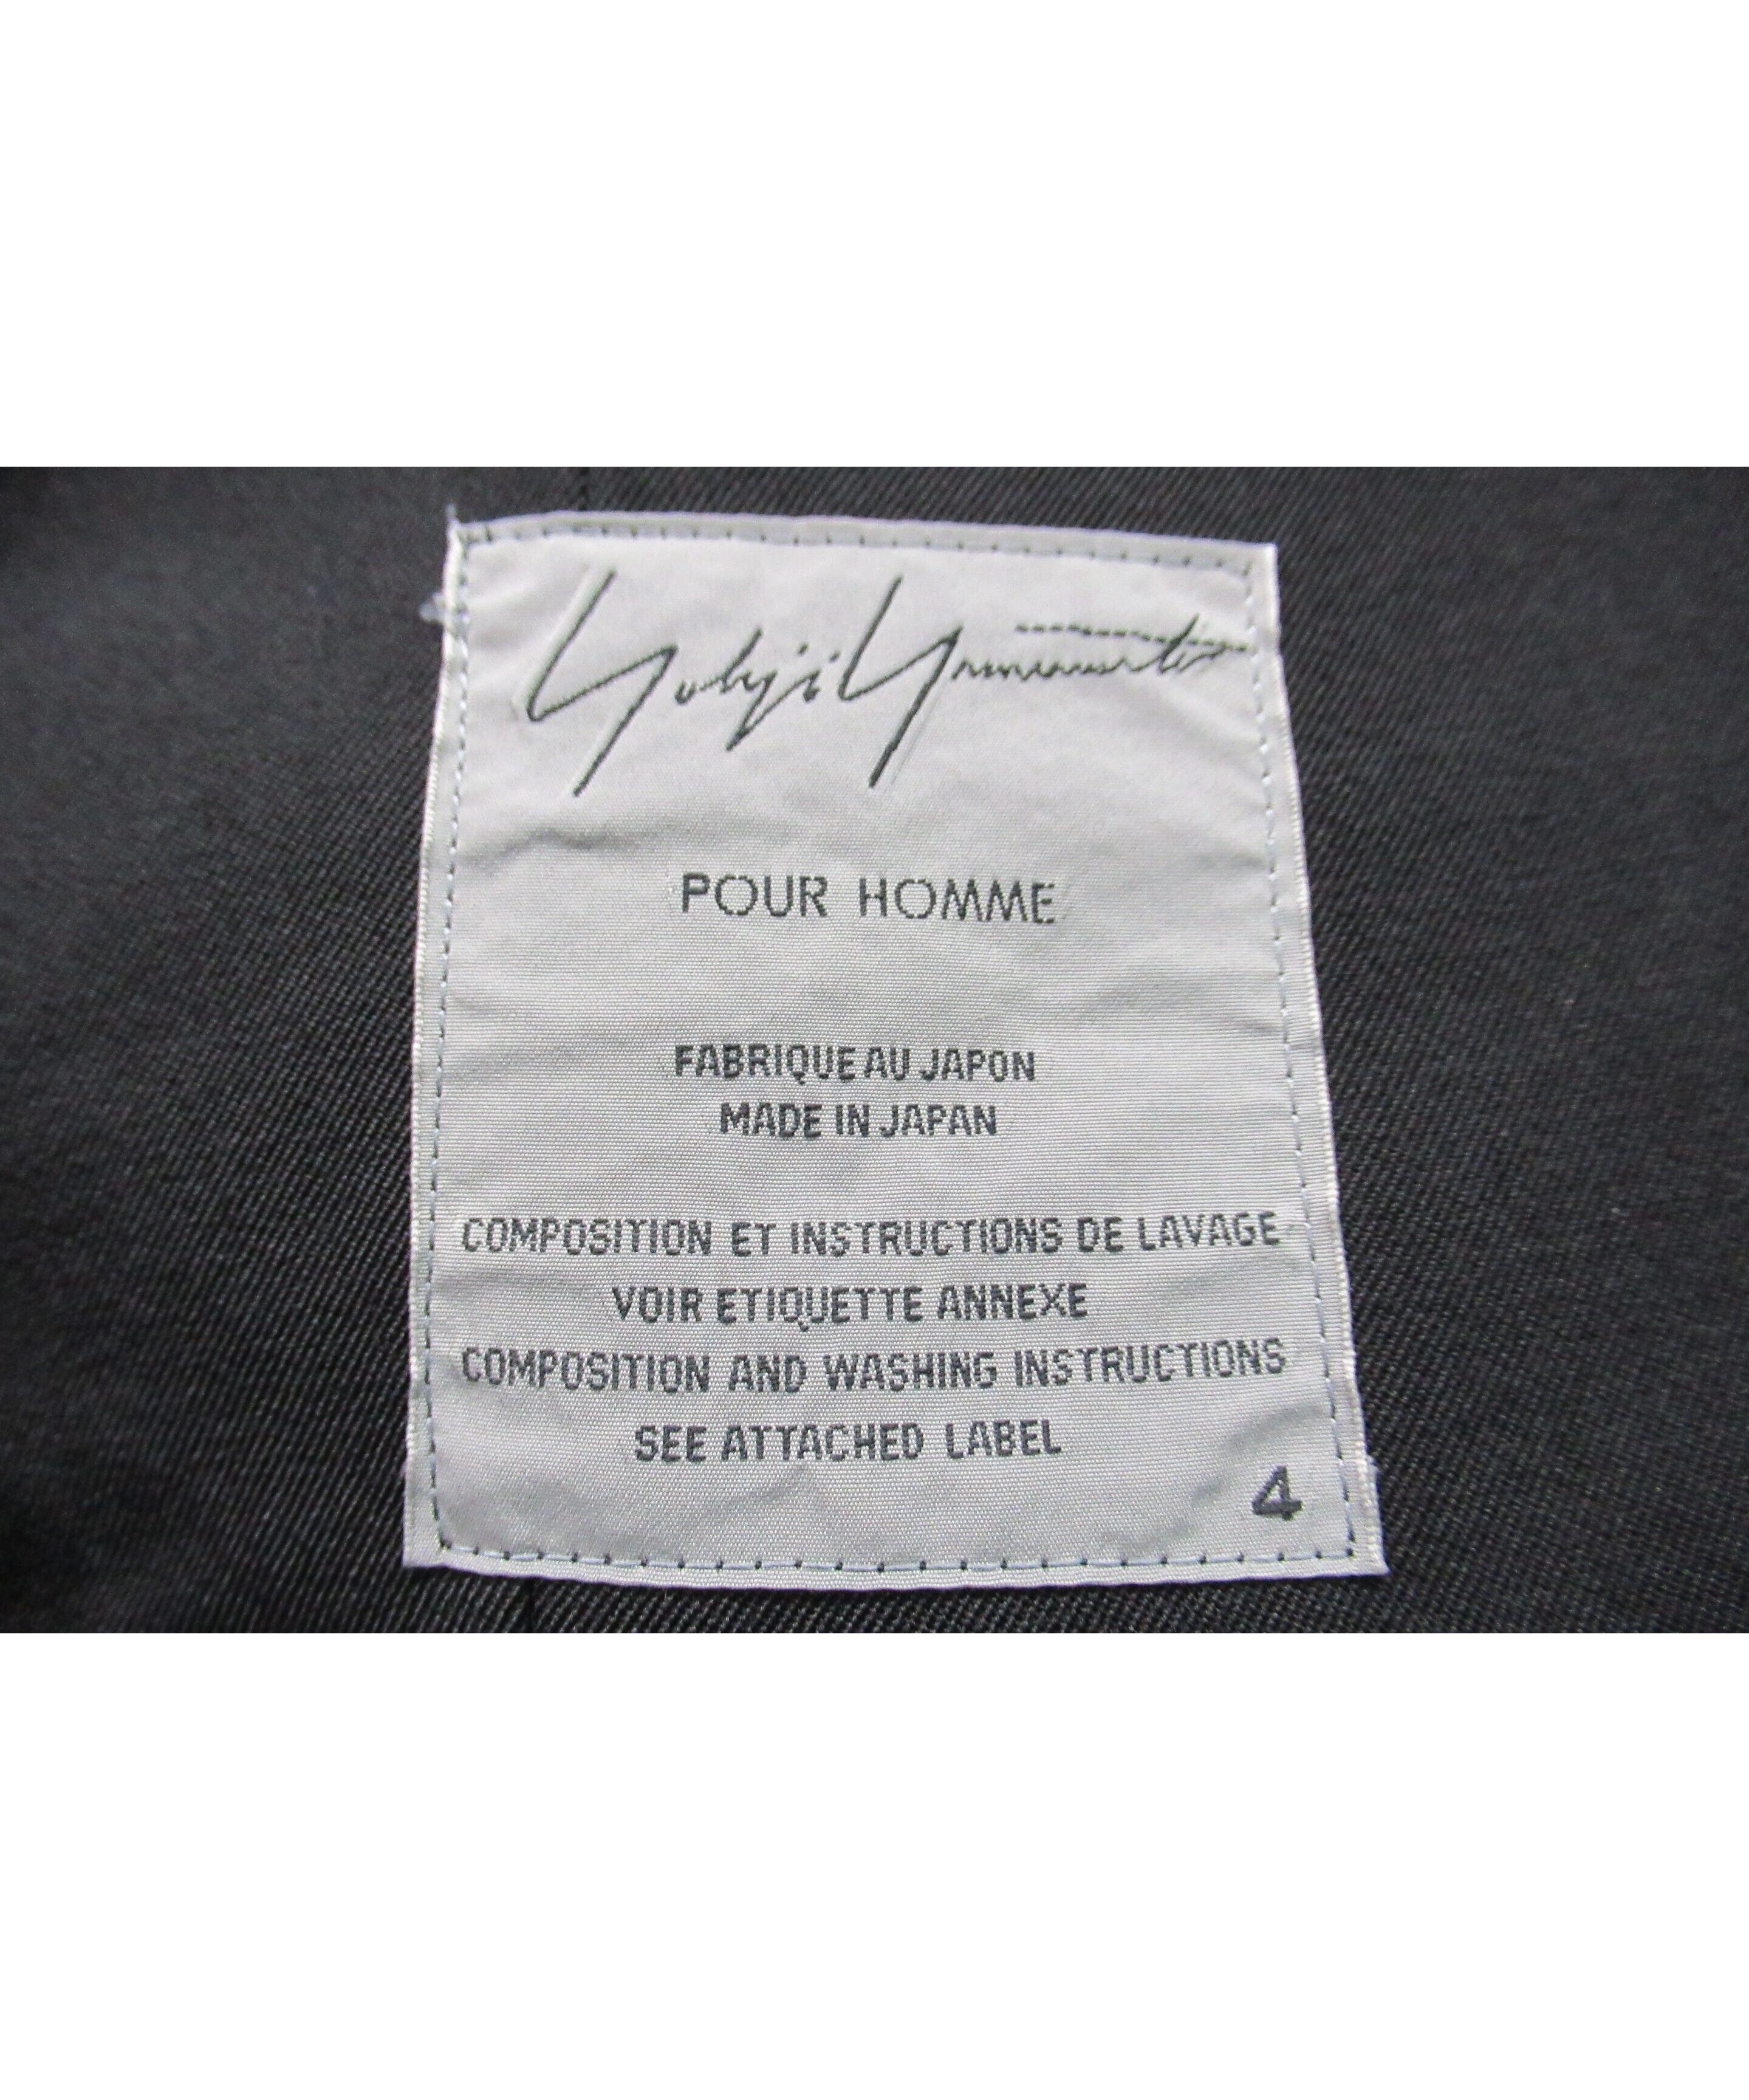 Yohji Yamamoto
POUR HOMME
FABRIQUE AU JAPON
MADE IN JAPAN
COMPOSITION ET INSTRUCTIONS DE LAVAGE
VOIR ETIQUETTE ANNEXE
COMPOSITION AND WASHING INSTRUCTIONS
SEE ATTACHED LABEL
4